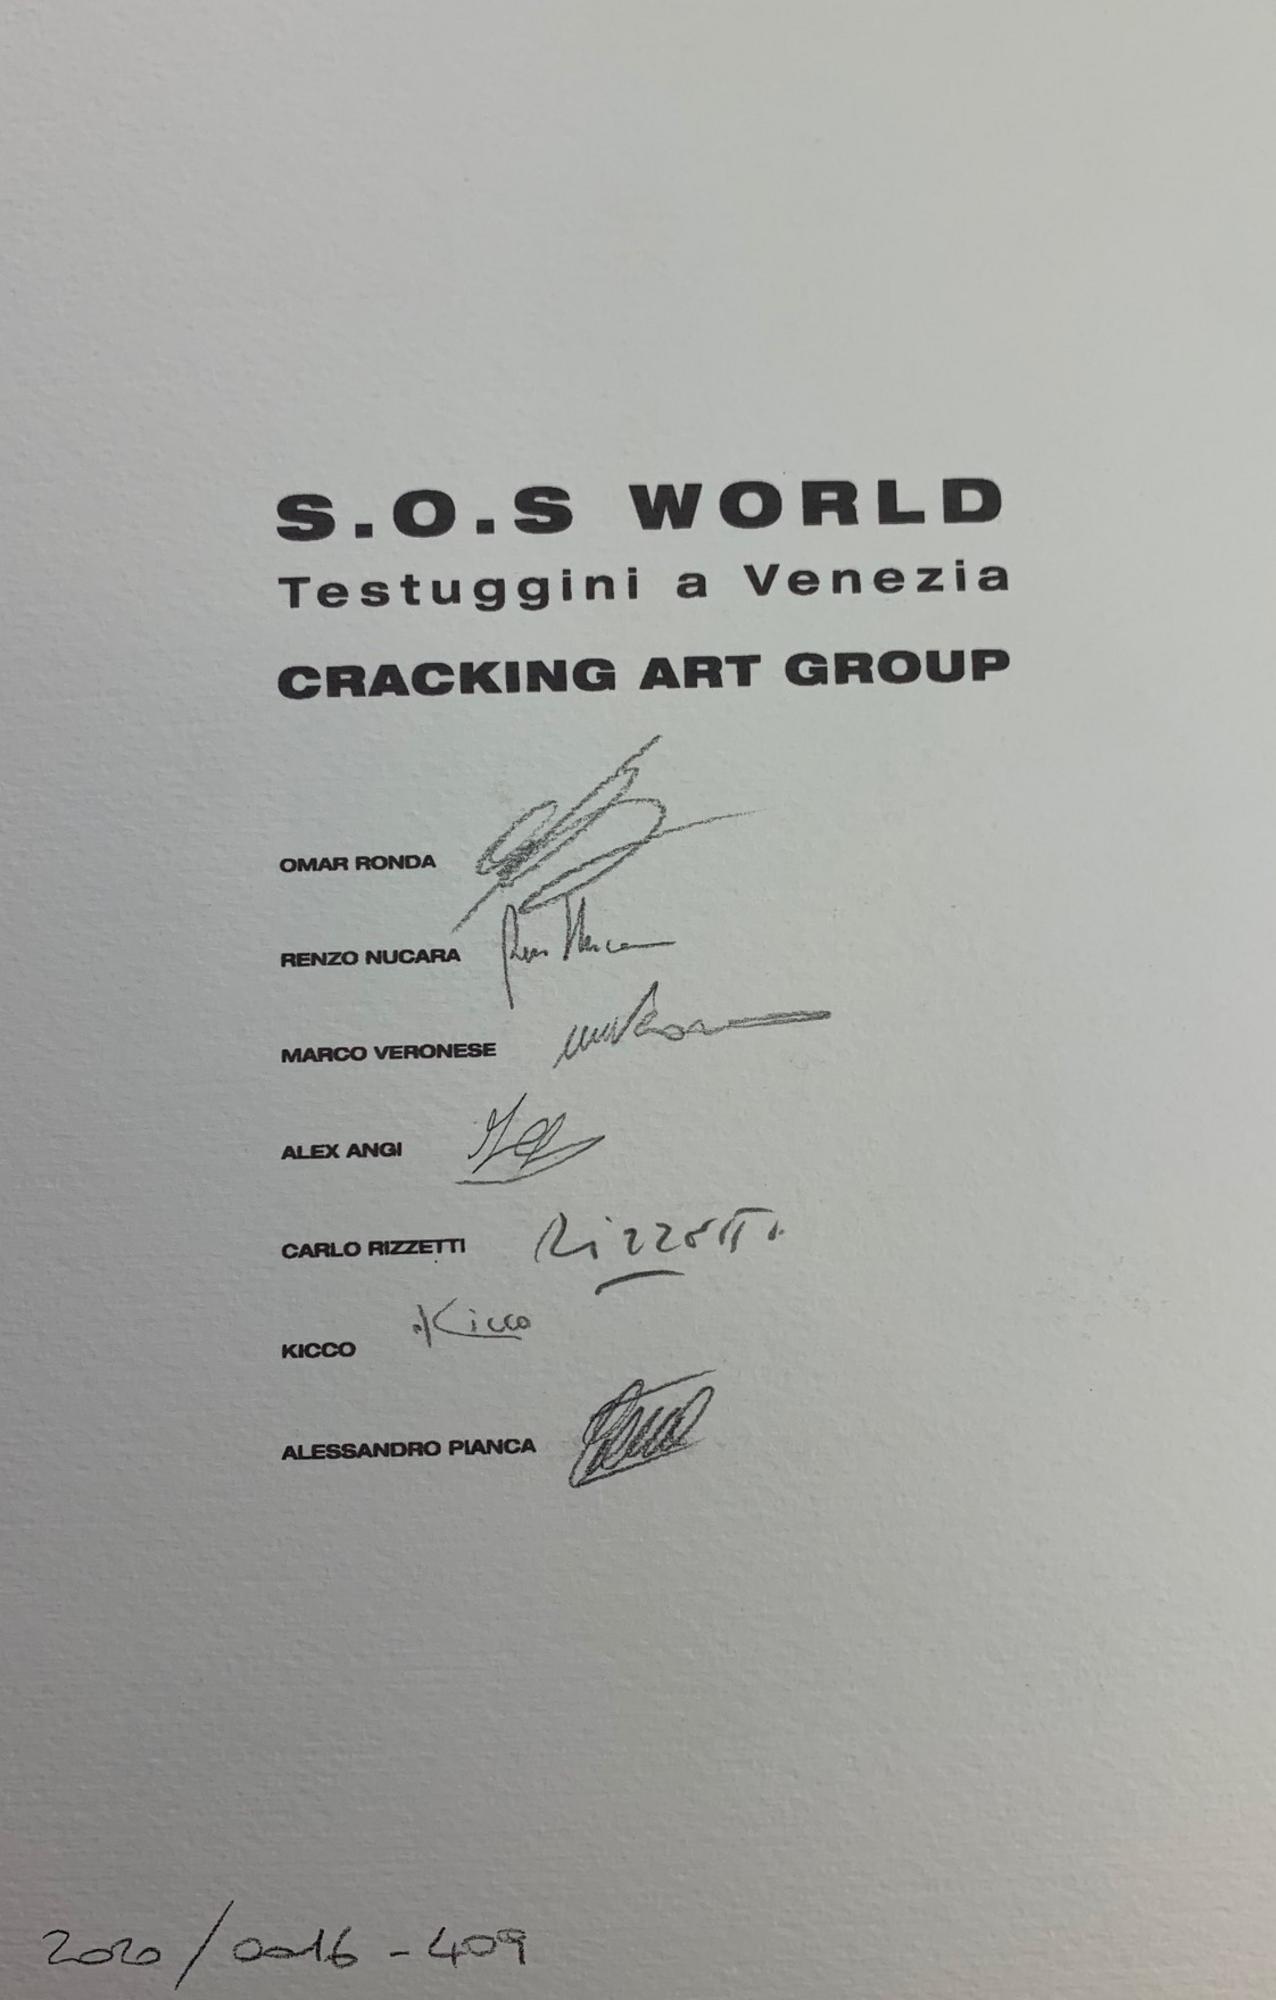 S.O.S WORLD
Testuggini a Venezia
CRACKING ART GROUP
OMAR RONDA
RENZO NUCARA
MARCO VERONESE
ALEX ANGI
CARLO RIZZETTI Rizzetti
KICCO Kicco
ALESSANDRO PIANCA
2020/0016-409